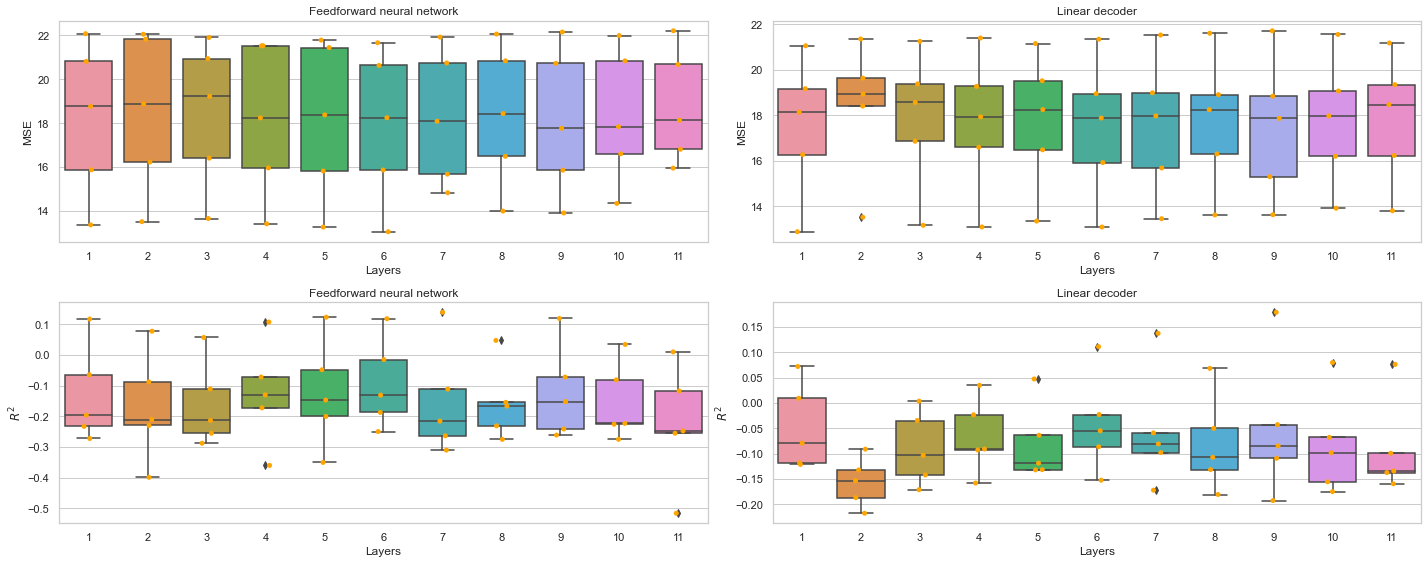 Feedforward neural network
22
20
18
16
14
MSE
1 2 3 4 5 6 7 8 9 10 11
Layers
Linear decoder
22
20
18
16
14
MSE
1 2 3 4 5 6 7 8 9 10 11
Layers
Feedforward neural network
0.1
0.0
−0.1
−0.2
−0.3
−0.4
−0.5
R²
1 2 3 4 5 6 7 8 9 10 11
Layers
Linear decoder
0.15
0.10
0.05
0.00
−0.05
−0.10
−0.15
−0.20
R²
1 2 3 4 5 6 7 8 9 10 11
Layers